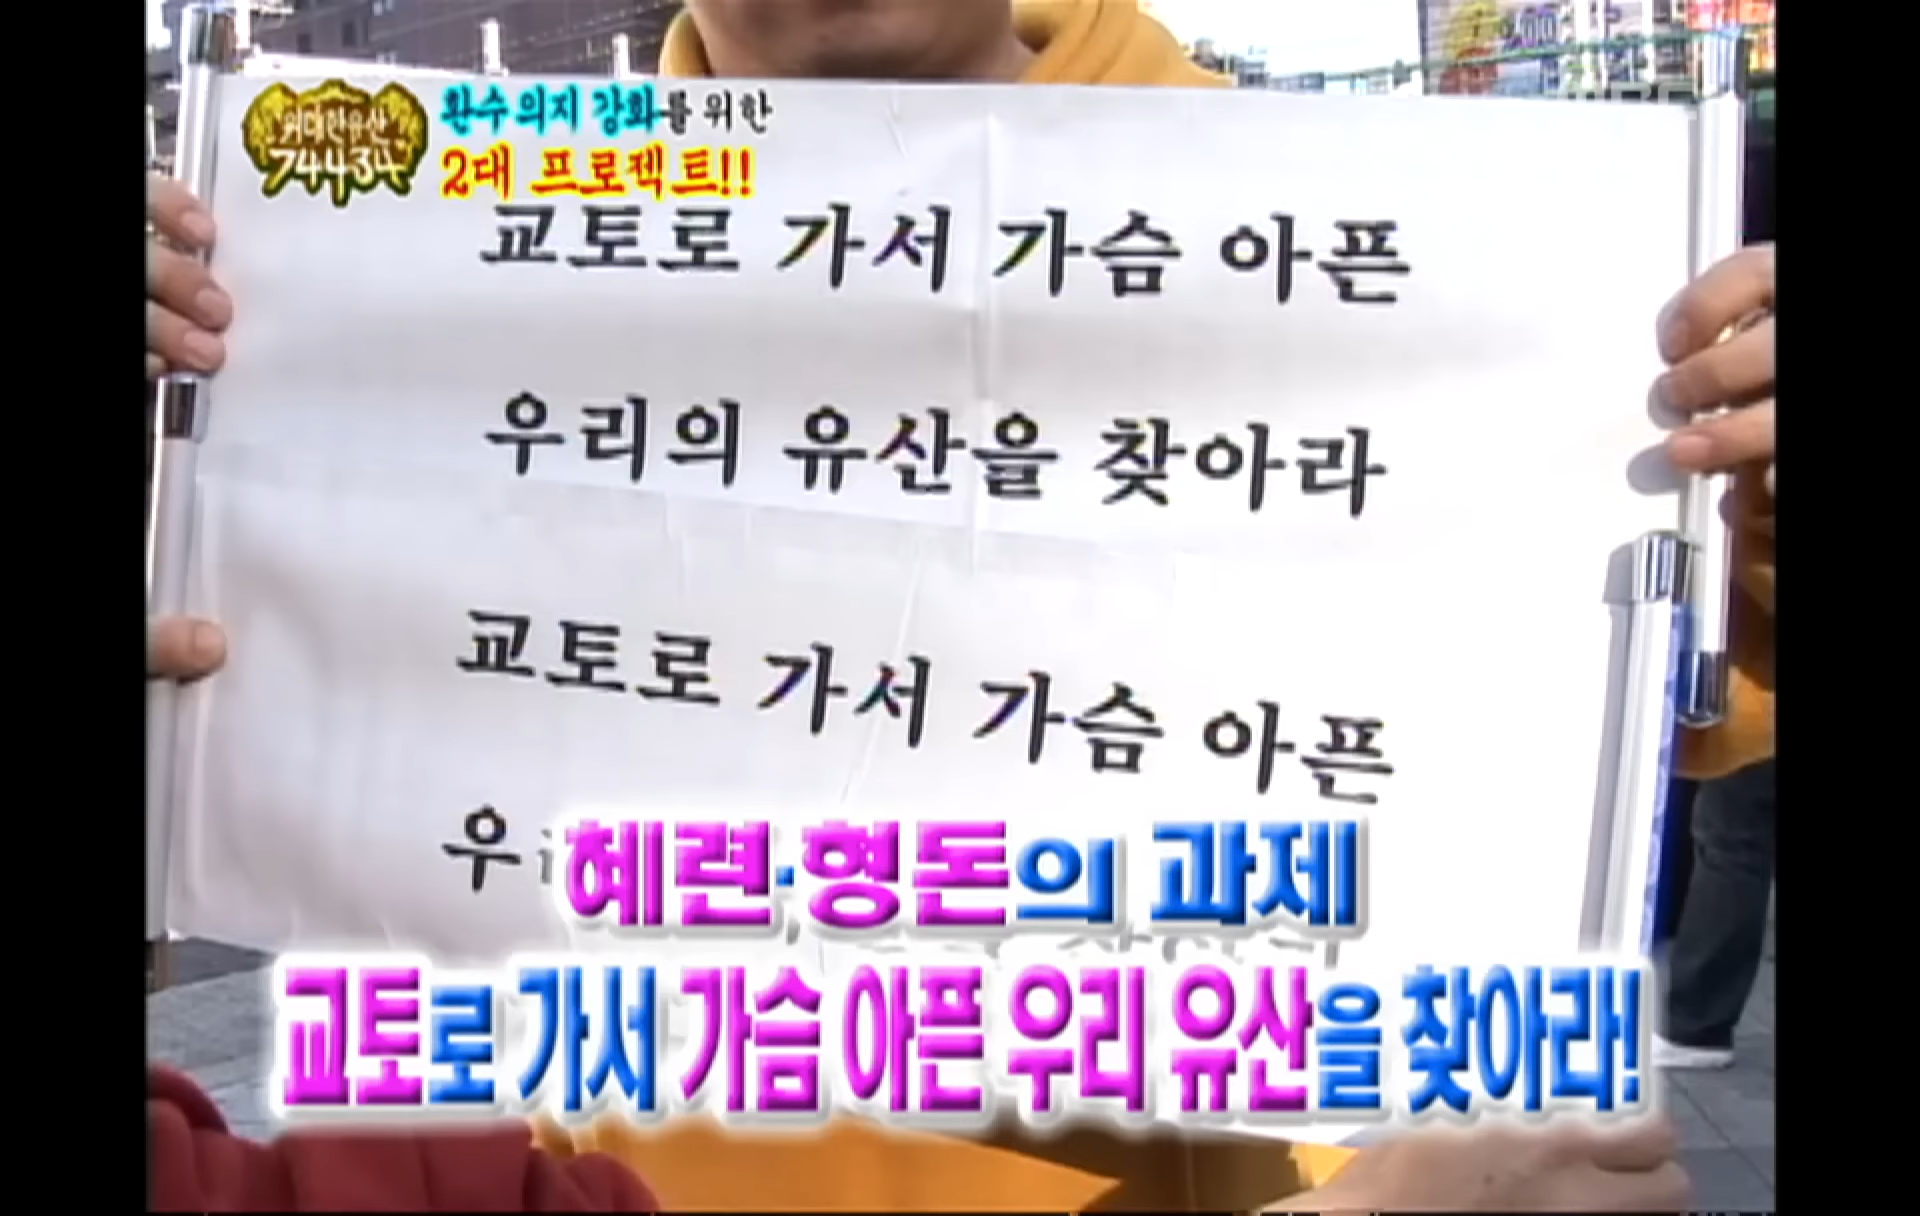 위대한유산
74434
환수의지 강화를 위한
2대 프로젝트!!
교토로 가서 가슴 아픈
우리의 유산을 찾아라
교토로 가서 가슴 아픈
우
혜련·형돈의 과제
교토로 가서 가슴 아픈 우리 유산을 찾아라!